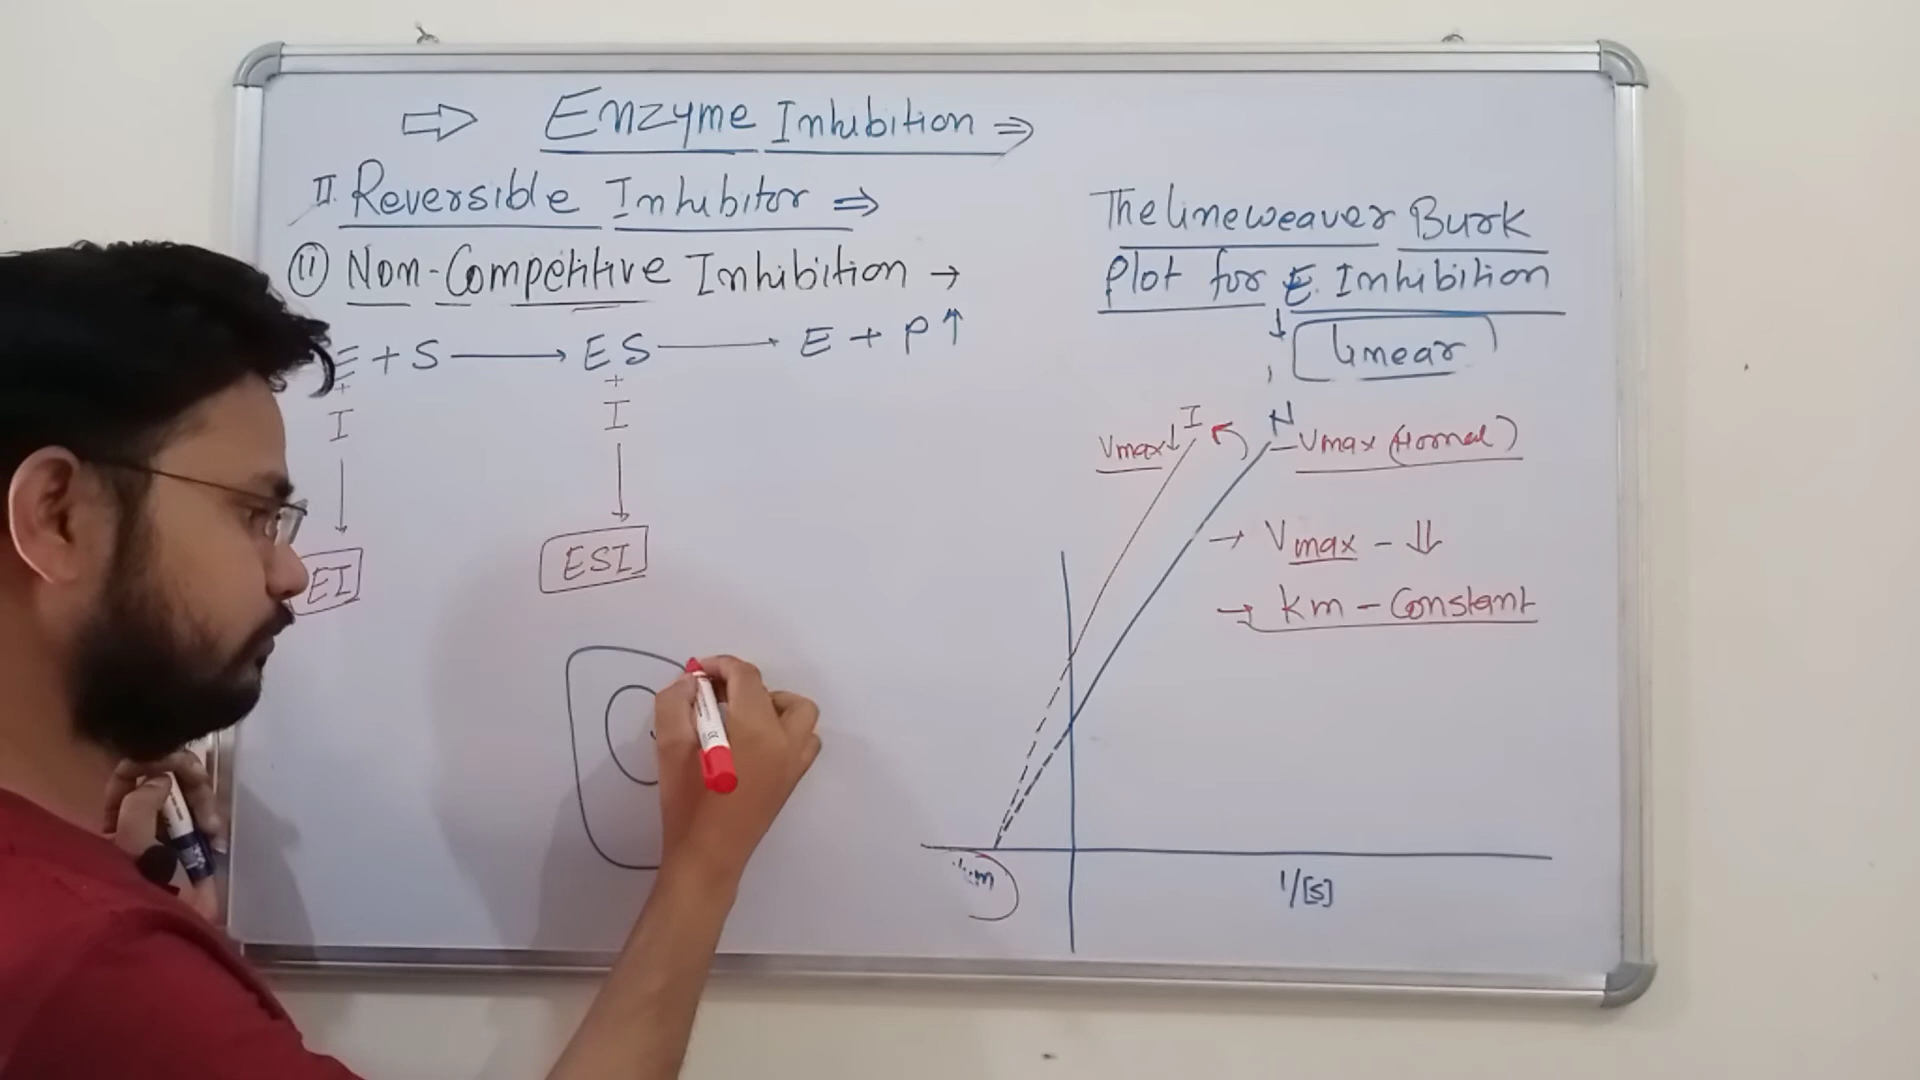 ⇨ Enzyme Inhibition ⇒
II. Reversible Inhibitor ⇒
(ii) Non-Competitive Inhibition →
E + S → ES → E + P ↑
+ +
I I
↓ ↓
EI ESI
The lineweaver Burk
Plot for E. Inhibition
↓ linear
Vmax↓ I N Vmax (Normal)
→ Vmax - ⇓
→ Km - Constant
1/[S]